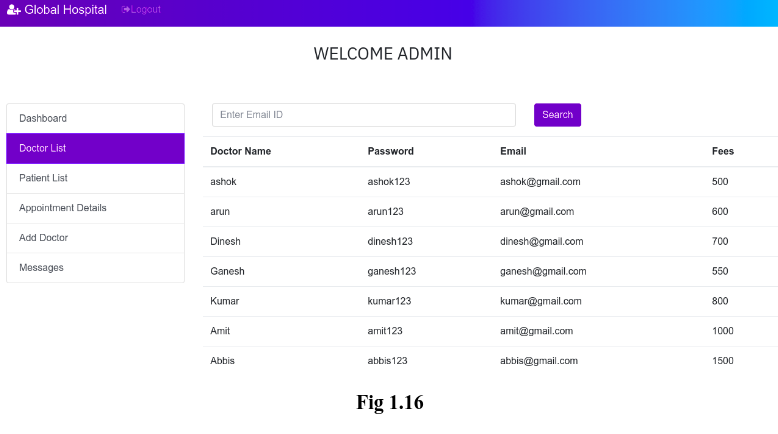 Global Hospital Logout
WELCOME ADMIN
Dashboard
Doctor List
Patient List
Appointment Details
Add Doctor
Messages
Enter Email ID Search
Doctor Name Password Email Fees
ashok ashok123 ashok@gmail.com 500
arun arun123 arun@gmail.com 600
Dinesh dinesh123 dinesh@gmail.com 700
Ganesh ganesh123 ganesh@gmail.com 550
Kumar kumar123 kumar@gmail.com 800
Amit amit123 amit@gmail.com 1000
Abbis abbis123 abbis@gmail.com 1500
Fig 1.16